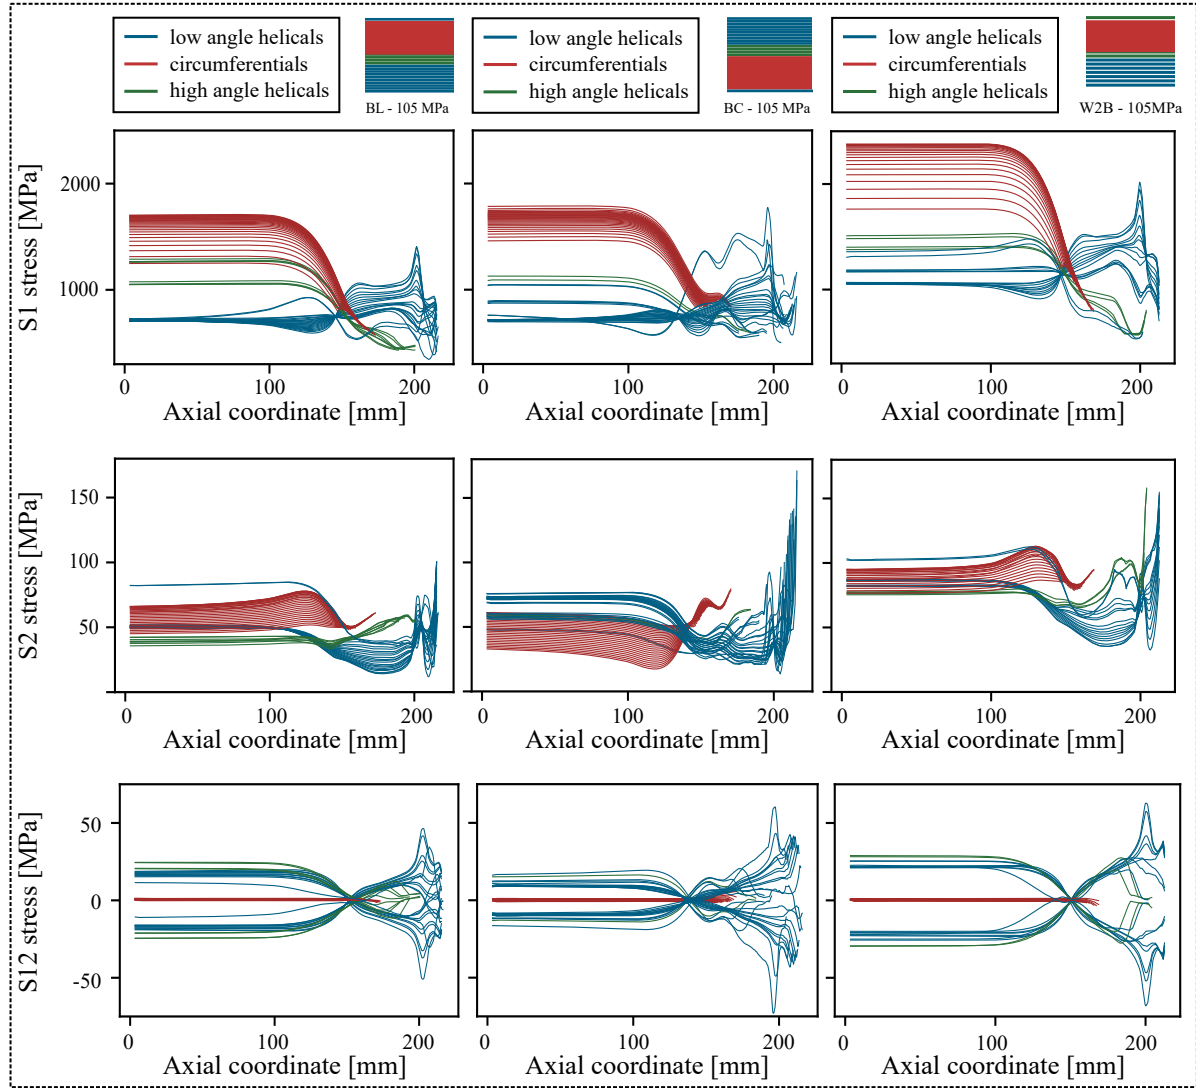 low angle helicals
circumferentials
high angle helicals
BL - 105 MPa
low angle helicals
circumferentials
high angle helicals
BC - 105 MPa
low angle helicals
circumferentials
high angle helicals
W2B - 105MPa
S1 stress [MPa]
2000
1000
0 100 200
Axial coordinate [mm]
0 100 200
Axial coordinate [mm]
0 100 200
Axial coordinate [mm]
S2 stress [MPa]
150
100
50
0 100 200
Axial coordinate [mm]
0 100 200
Axial coordinate [mm]
0 100 200
Axial coordinate [mm]
S12 stress [MPa]
50
0
-50
0 100 200
Axial coordinate [mm]
0 100 200
Axial coordinate [mm]
0 100 200
Axial coordinate [mm]